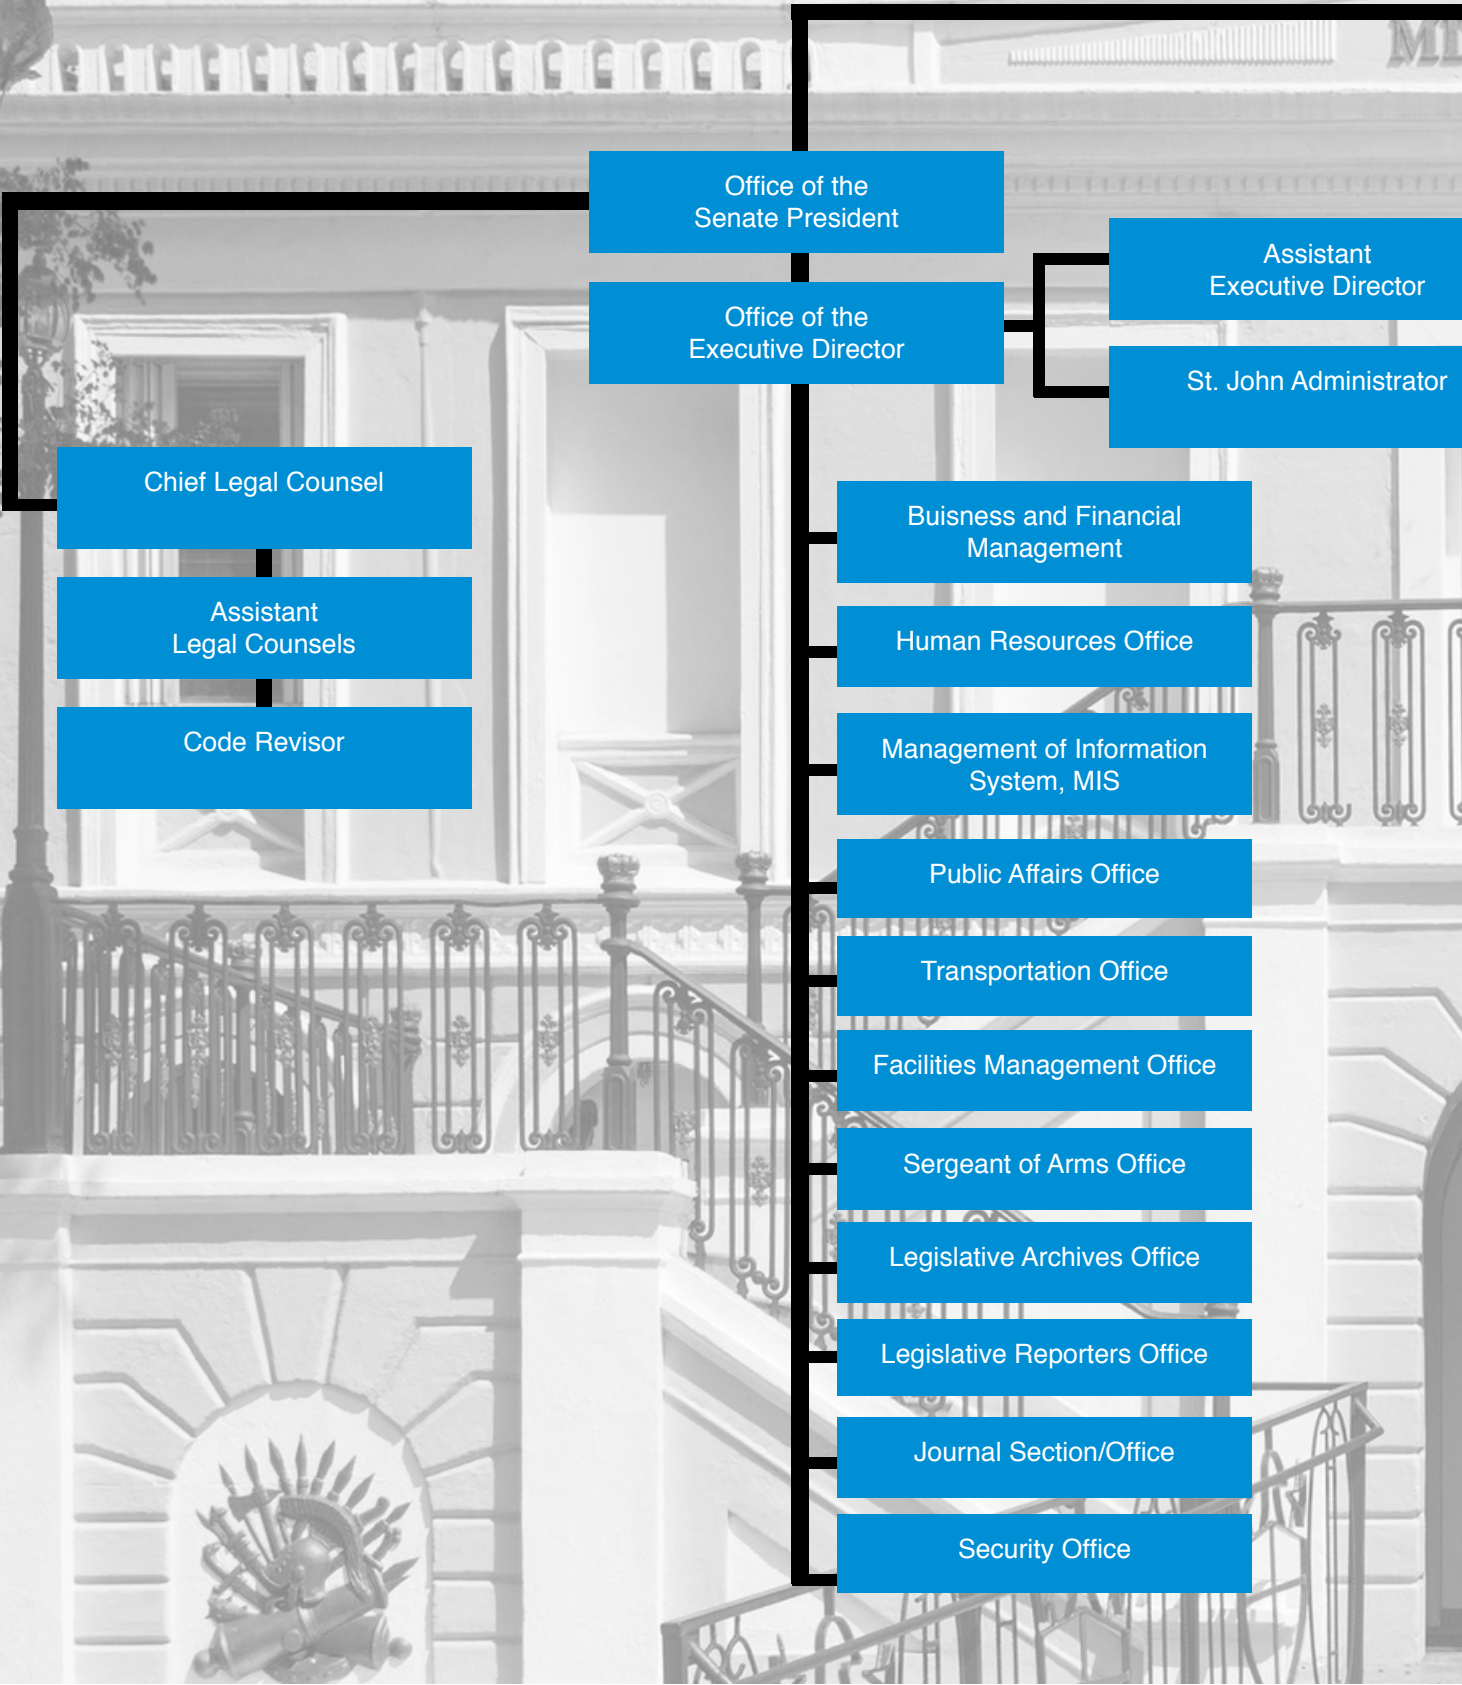 Office of the
Senate President
Assistant
Executive Director
Office of the
Executive Director
St. John Administrator
Chief Legal Counsel
Assistant
Legal Counsels
Code Revisor
Buisness and Financial
Management
Human Resources Office
Management of Information
System, MIS
Public Affairs Office
Transportation Office
Facilities Management Office
Sergeant of Arms Office
Legislative Archives Office
Legislative Reporters Office
Journal Section/Office
Security Office